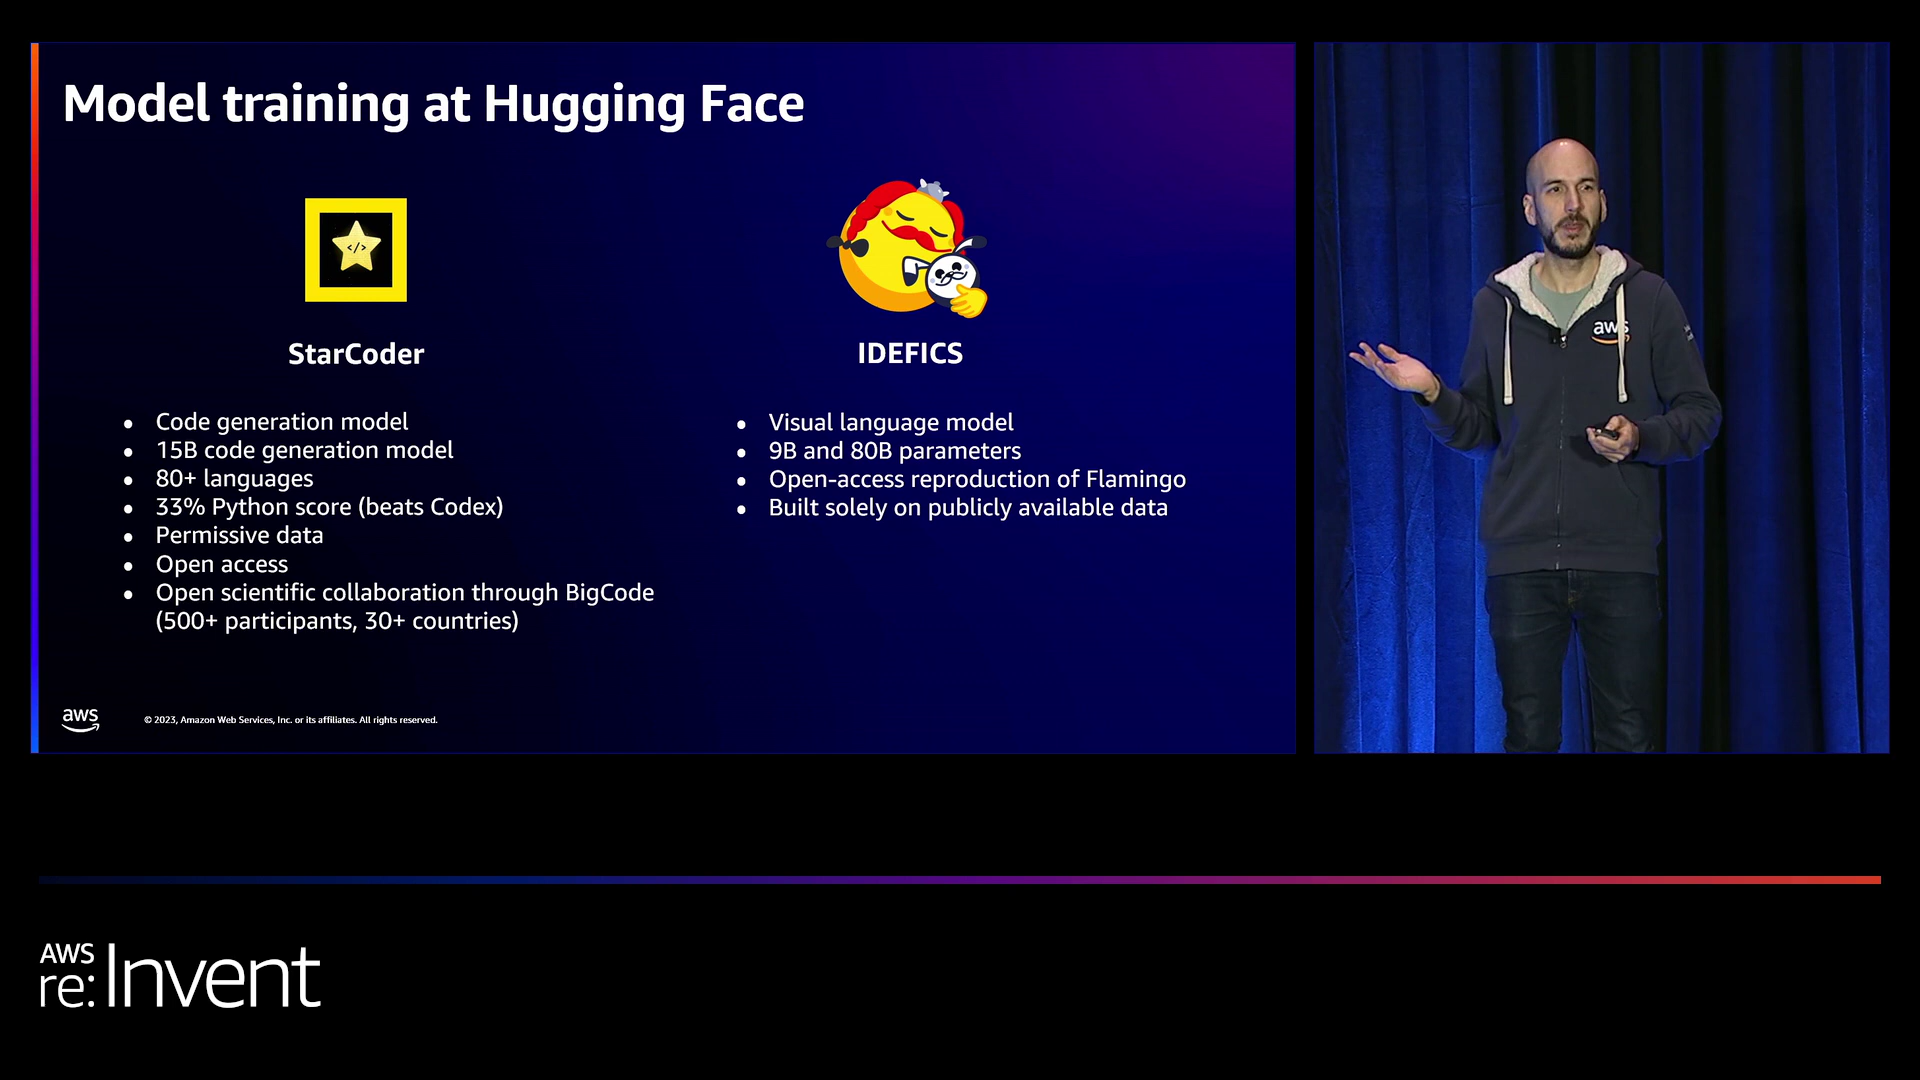 Model training at Hugging Face
</>
StarCoder
• Code generation model
• 15B code generation model
• 80+ languages
• 33% Python score (beats Codex)
• Permissive data
• Open access
• Open scientific collaboration through BigCode
(500+ participants, 30+ countries)
IDEFICS
• Visual language model
• 9B and 80B parameters
• Open-access reproduction of Flamingo
• Built solely on publicly available data
aws
© 2023, Amazon Web Services, Inc. or its affiliates. All rights reserved.
aws
AWS
re:Invent